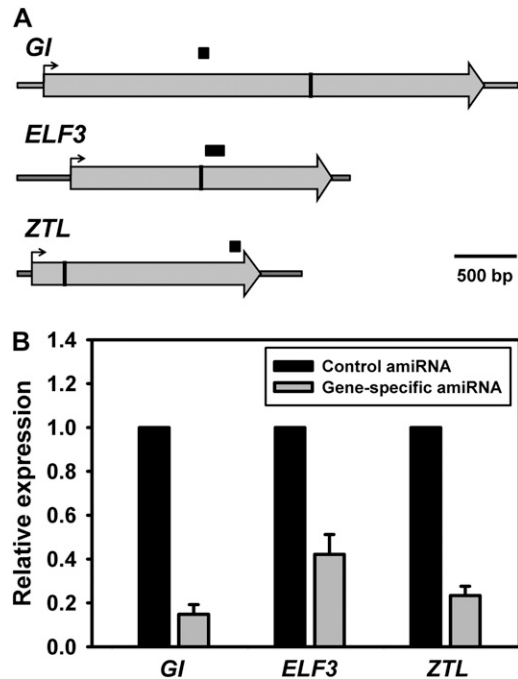 A
GI
ELF3
ZTL
500 bp
B
1.4
1.2
1.0
0.8
0.6
0.4
0.2
0.0
Relative expression
Control amiRNA
Gene-specific amiRNA
GI ELF3 ZTL